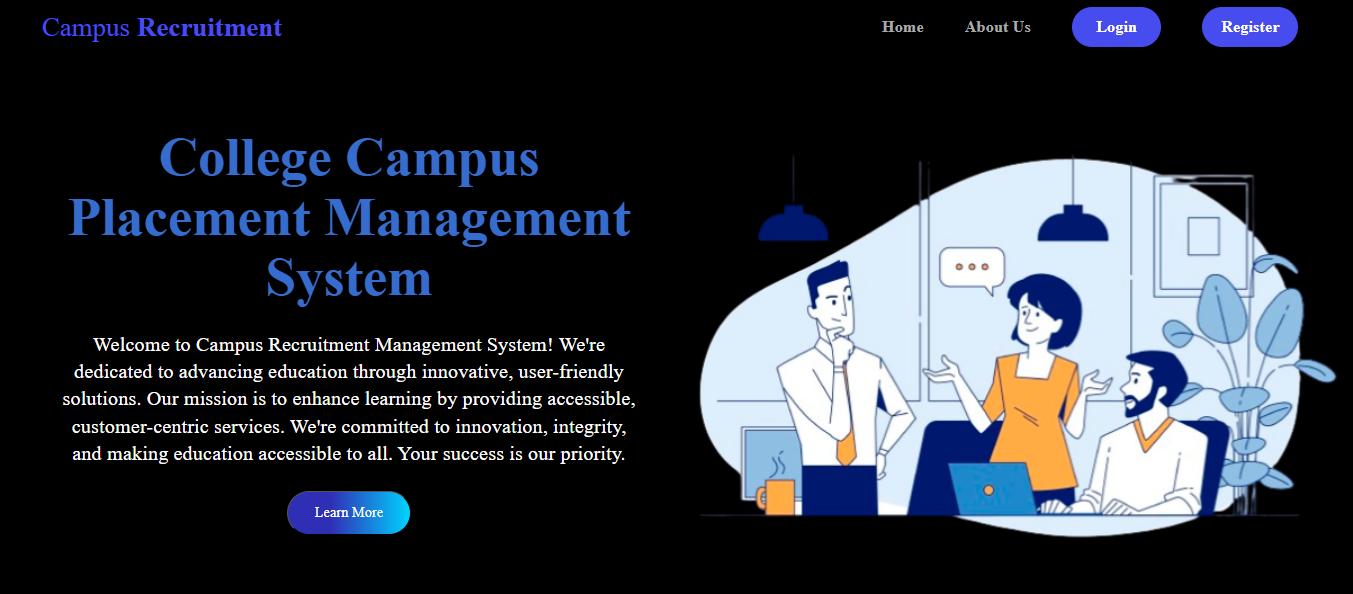 Campus Recruitment
Home
About Us
Login
Register
College Campus
Placement Management
System
Welcome to Campus Recruitment Management System! We're
dedicated to advancing education through innovative, user-friendly
solutions. Our mission is to enhance learning by providing accessible,
customer-centric services. We're committed to innovation, integrity,
and making education accessible to all. Your success is our priority.
Learn More